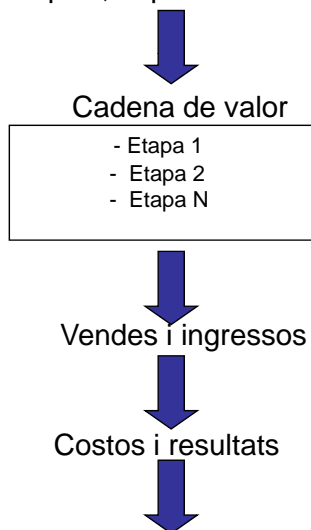 Cadena de valor
- Etapa 1
- Etapa 2
- Etapa N
Vendes i ingressos
Costos i resultats